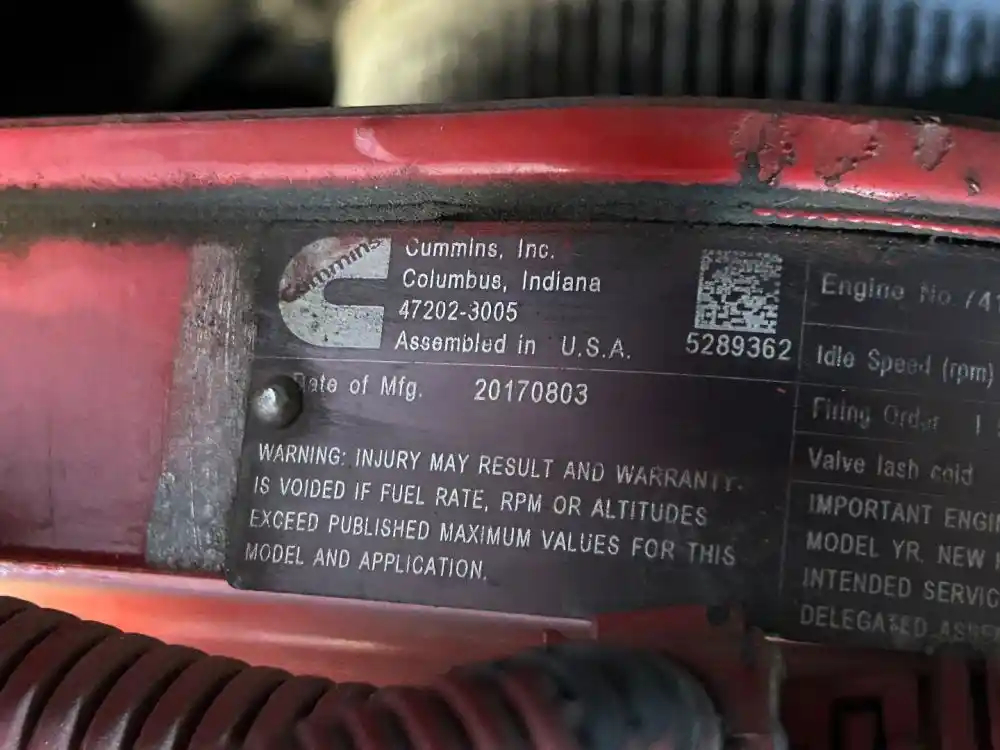 Cummins
Cummins, Inc.
Columbus, Indiana
47202-3005
Assembled in U.S.A.
5289362
Date of Mfg. 20170803
WARNING: INJURY MAY RESULT AND WARRANTY
IS VOIDED IF FUEL RATE, RPM OR ALTITUDES
EXCEED PUBLISHED MAXIMUM VALUES FOR THIS
MODEL AND APPLICATION.
Engine No.
Idle Speed (rpm)
Firing Order 1
Valve lash cold
IMPORTANT
MODEL YR. NEW
INTENDED
DELEGATED